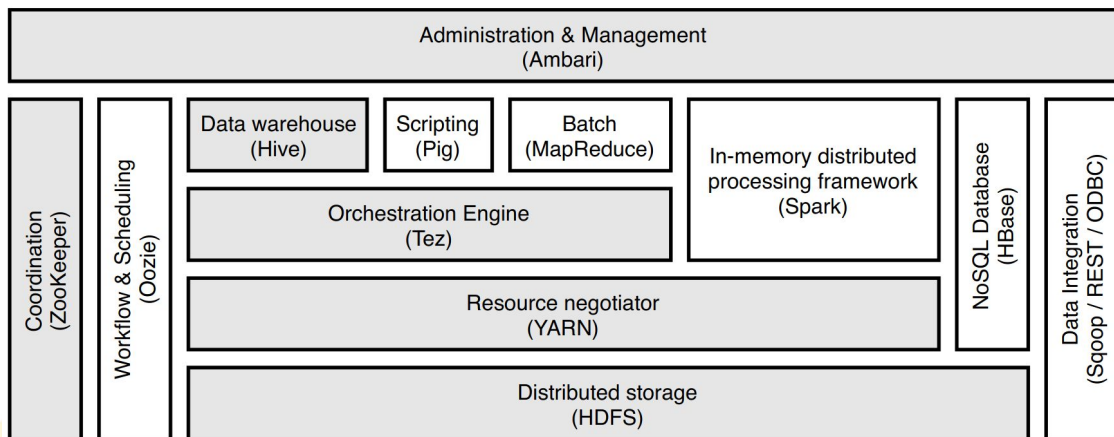 Administration & Management
(Ambari)
Coordination
(ZooKeeper)
Workflow & Scheduling
(Oozie)
Data warehouse
(Hive)
Scripting
(Pig)
Batch
(MapReduce)
In-memory distributed
processing framework
(Spark)
Orchestration Engine
(Tez)
Resource negotiator
(YARN)
Distributed storage
(HDFS)
NoSQL Database
(HBase)
Data Integration
(Sqoop / REST / ODBC)